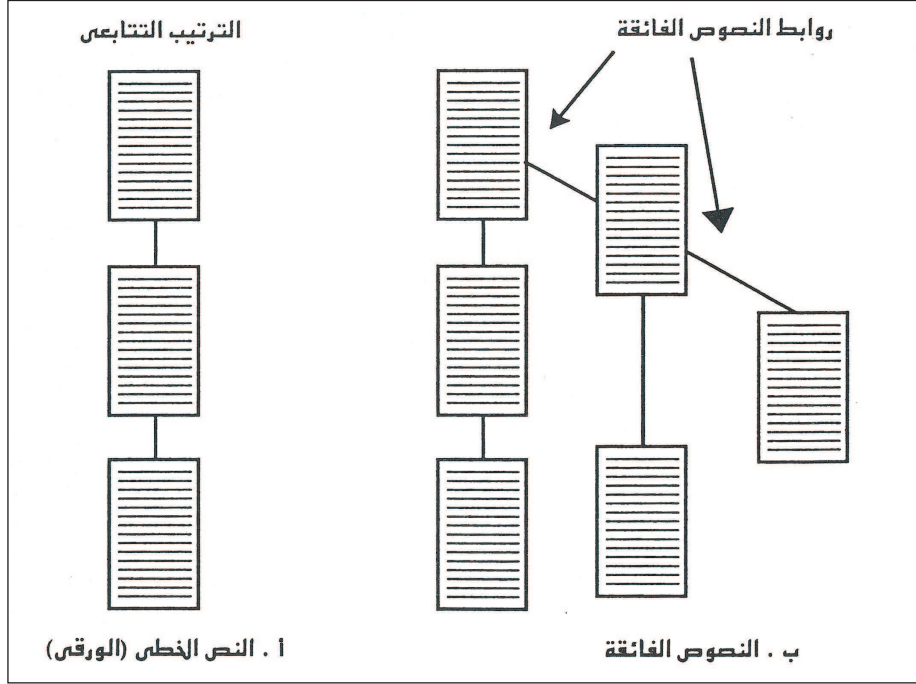 روابط النصوص الفائقة
الترتيب التتابعى
ب . النصوص الفائقة
أ . النص الخطى (الورقى)